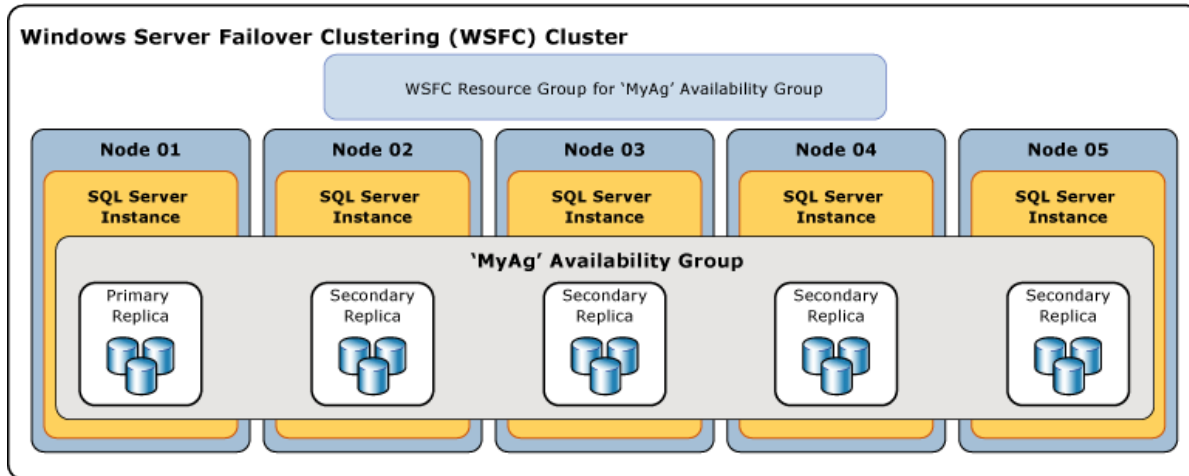 Windows Server Failover Clustering (WSFC) Cluster
WSFC Resource Group for ‘MyAg’ Availability Group
Node 01
Node 02
Node 03
Node 04
Node 05
SQL Server
Instance
SQL Server
Instance
SQL Server
Instance
SQL Server
Instance
SQL Server
Instance
‘MyAg’ Availability Group
Primary
Replica
Secondary
Replica
Secondary
Replica
Secondary
Replica
Secondary
Replica